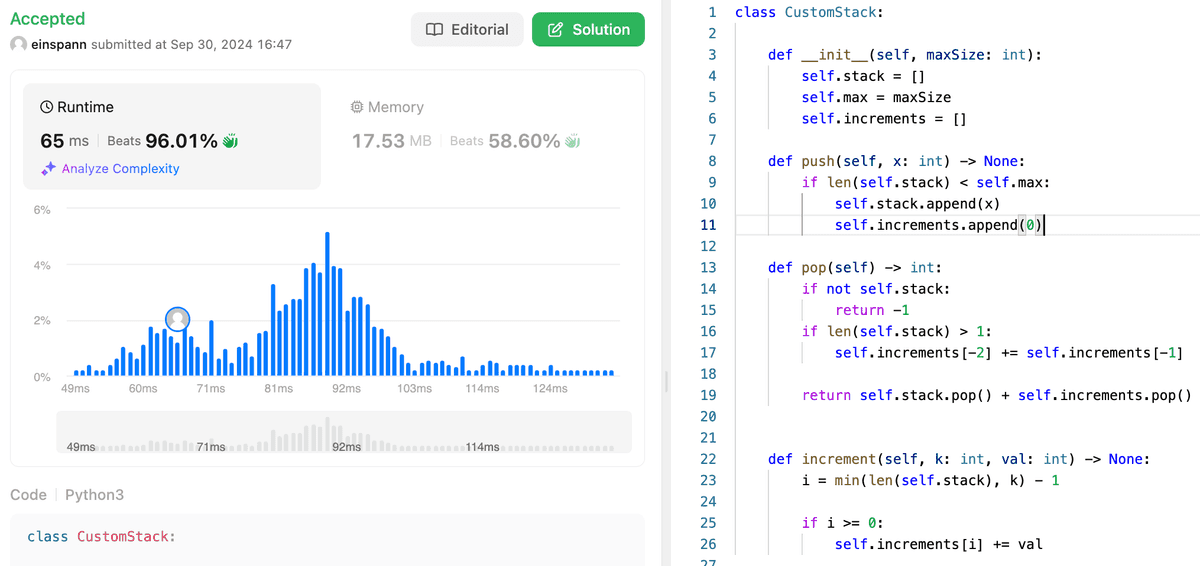 Accepted
einspann submitted at Sep 30, 2024 16:47
Editorial
Solution
Runtime
65 ms | Beats 96.01%
Analyze Complexity
Memory
17.53 MB | Beats 58.60%
6%
4%
2%
0%
49ms 60ms 71ms 81ms 92ms 103ms 114ms 124ms
49ms 71ms 92ms 114ms
Code | Python3
class CustomStack:
1 class CustomStack:
2
3     def __init__(self, maxSize: int):
4         self.stack = []
5         self.max = maxSize
6         self.increments = []
7
8     def push(self, x: int) -> None:
9         if len(self.stack) < self.max:
10             self.stack.append(x)
11             self.increments.append(0)
12
13     def pop(self) -> int:
14         if not self.stack:
15             return -1
16         if len(self.stack) > 1:
17             self.increments[-2] += self.increments[-1]
18
19         return self.stack.pop() + self.increments.pop()
20
21
22     def increment(self, k: int, val: int) -> None:
23         i = min(len(self.stack), k) - 1
24
25         if i >= 0:
26             self.increments[i] += val
27